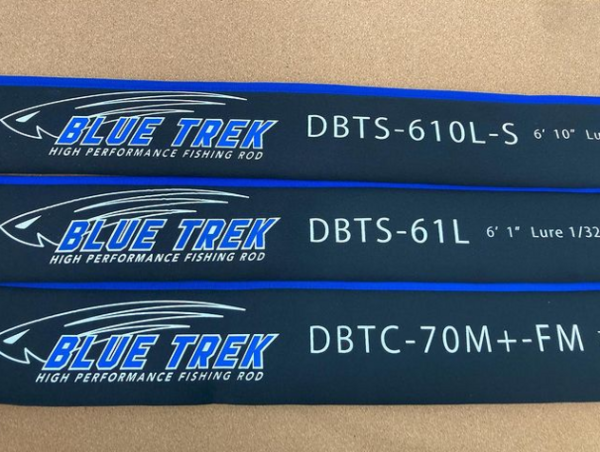 BLUE TREK
HIGH PERFORMANCE FISHING ROD
DBTS-610L-S 6' 10" Lu
BLUE TREK
HIGH PERFORMANCE FISHING ROD
DBTS-61L 6' 1" Lure 1/32
BLUE TREK
HIGH PERFORMANCE FISHING ROD
DBTC-70M+-FM